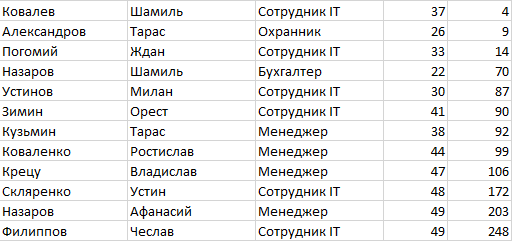 Ковалев Шамиль Сотрудник IT 37 4
Александров Тарас Охранник 26 9
Погомий Ждан Сотрудник IT 33 14
Назаров Шамиль Бухгалтер 22 70
Устинов Милан Сотрудник IT 30 87
Зимин Орест Сотрудник IT 41 90
Кузьмин Тарас Менеджер 38 92
Коваленко Ростислав Менеджер 44 99
Крецу Владислав Менеджер 47 106
Скляренко Устин Сотрудник IT 48 172
Назаров Афанасий Менеджер 49 203
Филиппов Чеслав Сотрудник IT 49 248